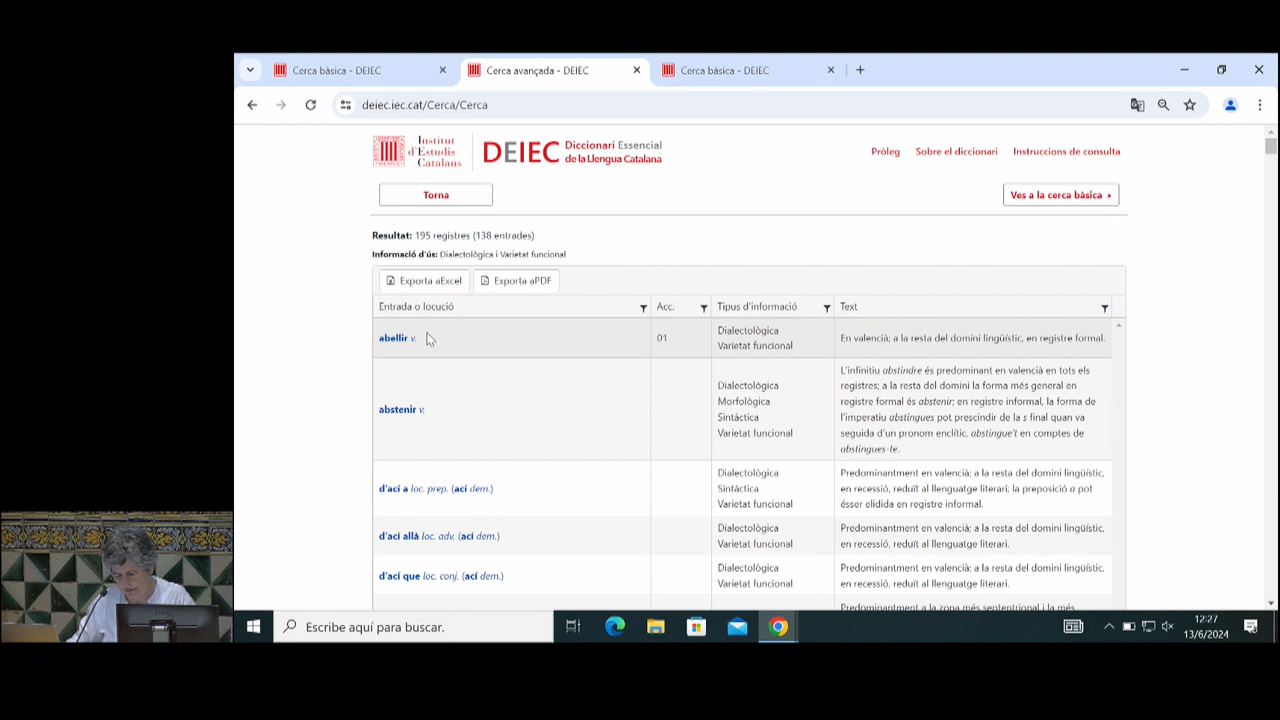 Cerca bàsica - DEIEC
Cerca avançada - DEIEC
Cerca bàsica - DEIEC
deiec.iec.cat/Cerca/Cerca
Institut
d'Estudis
Catalans
DEIEC
Diccionari Essencial
de la Llengua Catalana
Pròleg
Sobre el diccionari
Instruccions de consulta
Torna
Ves a la cerca bàsica
Resultat: 195 registres (138 entrades)
Informació d'ús: Dialectològica i Varietat funcional
Exporta aExcel
Exporta aPDF
Entrada o locució
Acc.
Tipus d'informació
Text
abellir v.
01
Dialectològica
Varietat funcional
En valencià; a la resta del domini lingüístic, en registre formal.
abstenir v.
Dialectològica
Morfològica
Sintàctica
Varietat funcional
L'infinitiu abstindre és predominant en valencià en tots els
registres; a la resta del domini la forma més general en
registre formal és abstenir; en registre informal, la forma de
l'imperatiu abstingues pot prescindir de la s final quan va
seguida d'un pronom enclític, abstingue't en comptes de
abstingues-te.
d'ací a loc. prep. (ací dem.)
Dialectològica
Sintàctica
Varietat funcional
Predominantment en valencià; a la resta del domini lingüístic,
en recessió, reduït al llenguatge literari; la preposició a pot
ésser elidida en registre informal.
d'ací allà loc. adv. (ací dem.)
Dialectològica
Varietat funcional
Predominantment en valencià; a la resta del domini lingüístic,
en recessió, reduït al llenguatge literari.
d'ací que loc. conj. (ací dem.)
Dialectològica
Varietat funcional
Predominantment en valencià; a la resta del domini lingüístic,
en recessió, reduït al llenguatge literari.
Predominantment a la zona més septentrional i la més
Escribe aquí para buscar.
12:27
13/6/2024